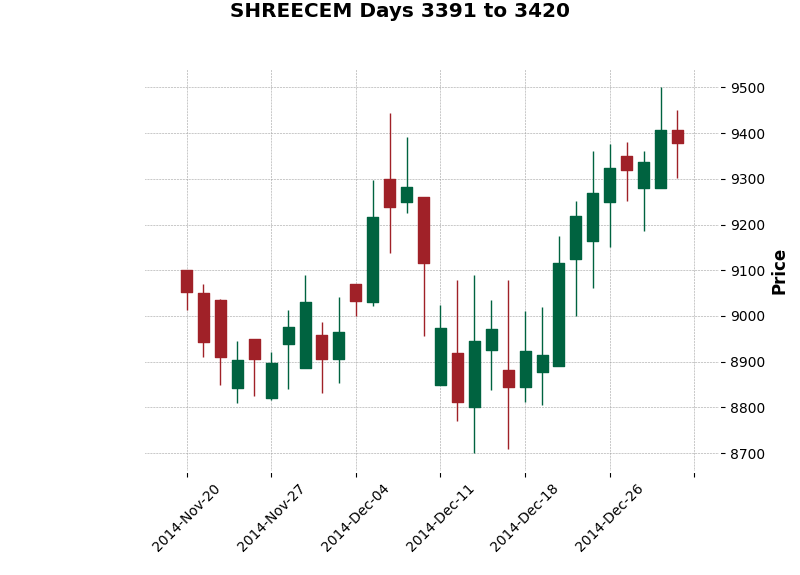 SHREECEM Days 3391 to 3420
9500
9400
9300
9200
9100
9000
8900
8800
8700
Price
2014-Nov-20
2014-Nov-27
2014-Dec-04
2014-Dec-11
2014-Dec-18
2014-Dec-26